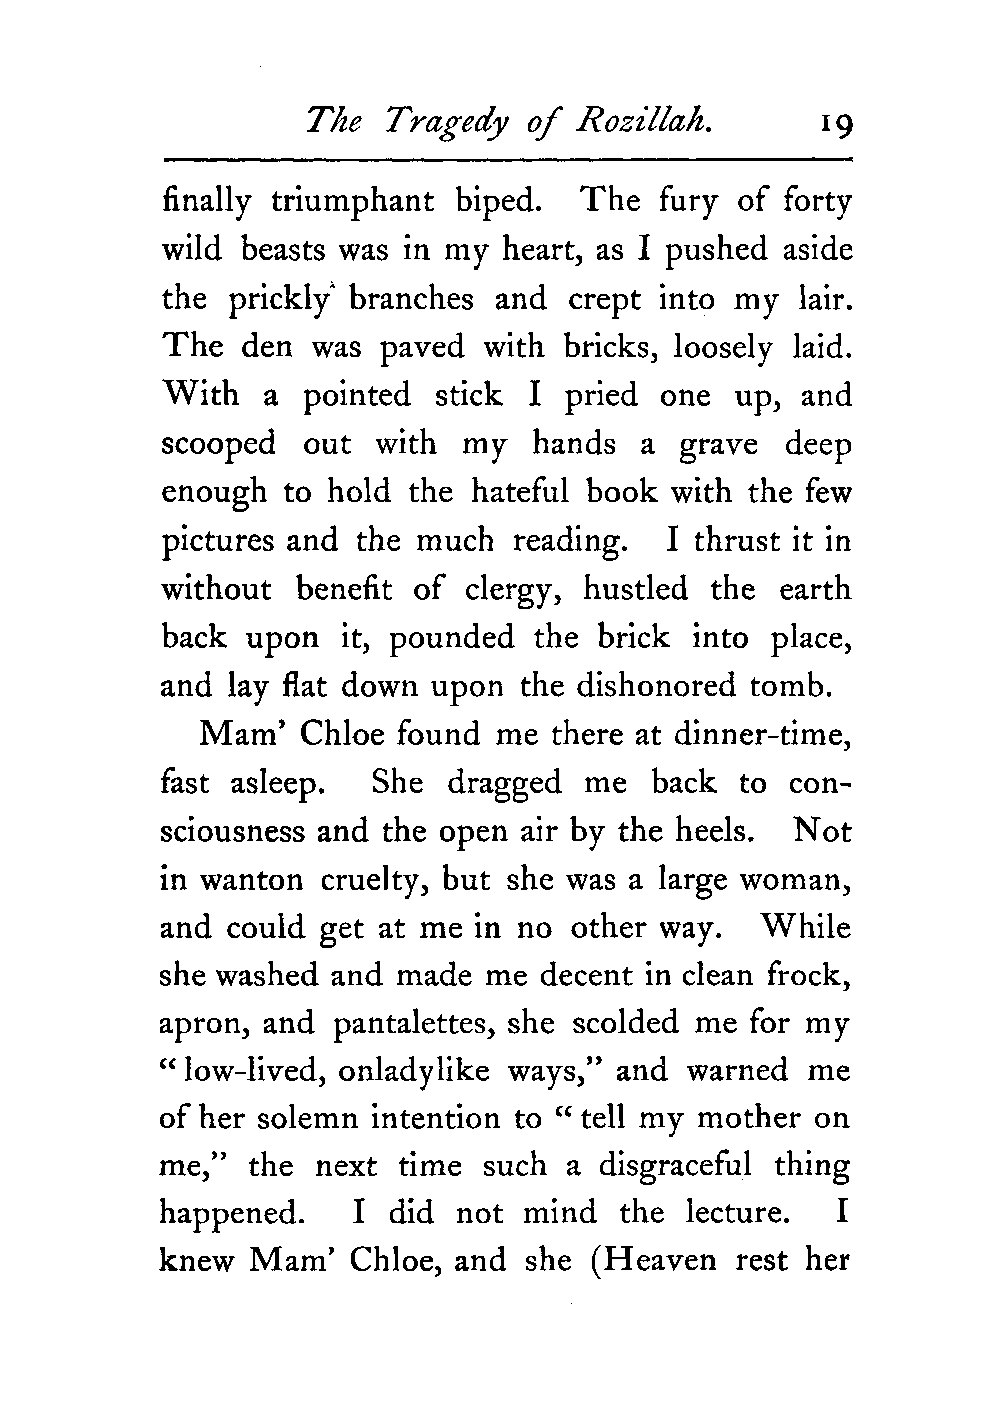 The Tragedy of Rozillah. 19
finally triumphant biped. The fury of forty
wild beasts was in my heart, as I pushed aside
the prickly branches and crept into my lair.
The den was paved with bricks, loosely laid.
With a pointed stick I pried one up, and
scooped out with my hands a grave deep
enough to hold the hateful book with the few
pictures and the much reading. I thrust it in
without benefit of clergy, hustled the earth
back upon it, pounded the brick into place,
and lay flat down upon the dishonored tomb.
Mam' Chloe found me there at dinner-time,
fast asleep. She dragged me back to con-
sciousness and the open air by the heels. Not
in wanton cruelty, but she was a large woman,
and could get at me in no other way. While
she washed and made me decent in clean frock,
apron, and pantalettes, she scolded me for my
“low-lived, onladylike ways,” and warned me
of her solemn intention to “tell my mother on
me,” the next time such a disgraceful thing
happened. I did not mind the lecture. I
knew Mam' Chloe, and she (Heaven rest her